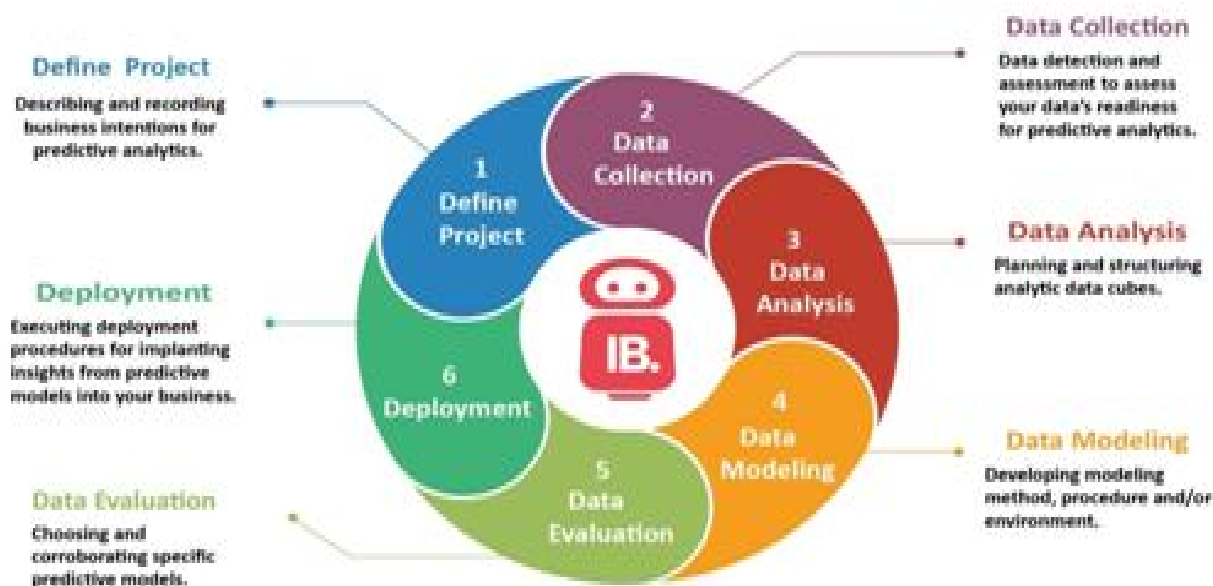 Define Project
Describing and recording
business intentions for
predictive analytics.
Deployment
Executing deployment
procedures for implanting
insights from predictive
models into your business.
Data Evaluation
Choosing and
corroborating specific
predictive models.
1
Define
Project
2
Data
Collection
3
Data
Analysis
4
Data
Modeling
5
Data
Evaluation
6
Deployment
IB.
Data Collection
Data detection and
assessment to assess
your data's readiness
for predictive analytics.
Data Analysis
Planning and structuring
analytic data cubes.
Data Modeling
Developing modeling
method, procedure and/or
environment.